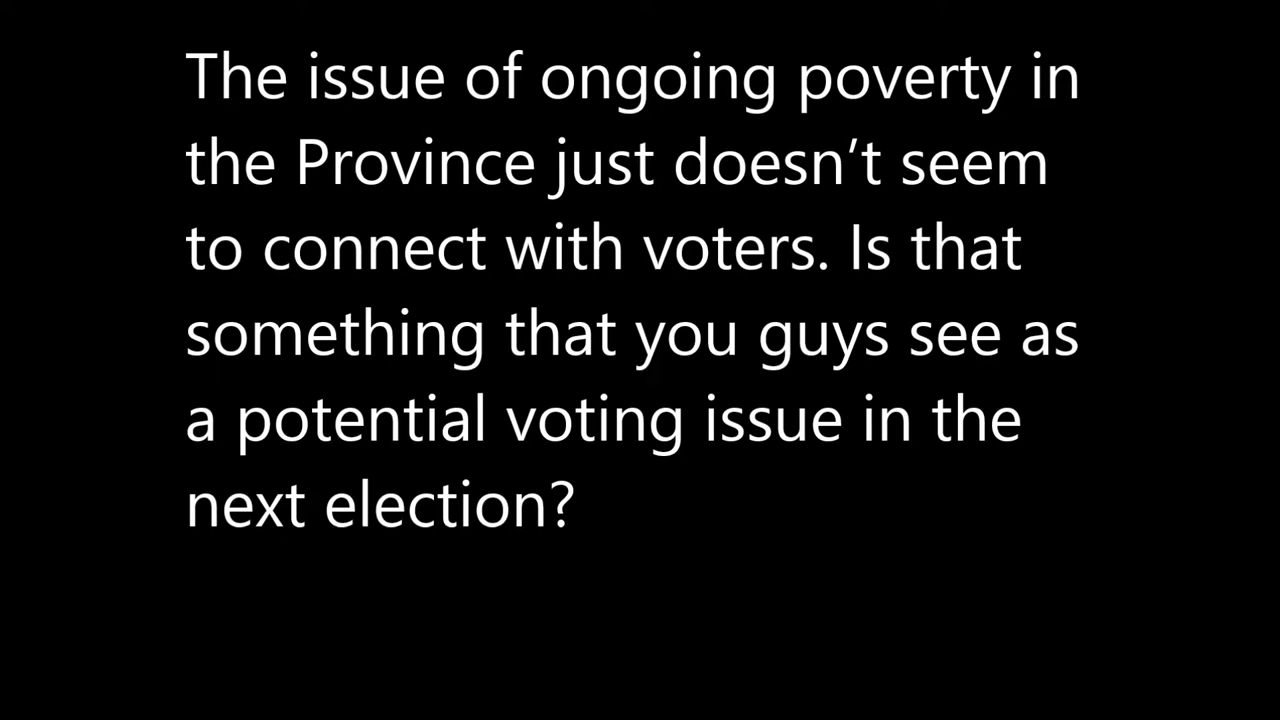 The issue of ongoing poverty in
the Province just doesn’t seem
to connect with voters. Is that
something that you guys see as
a potential voting issue in the
next election?